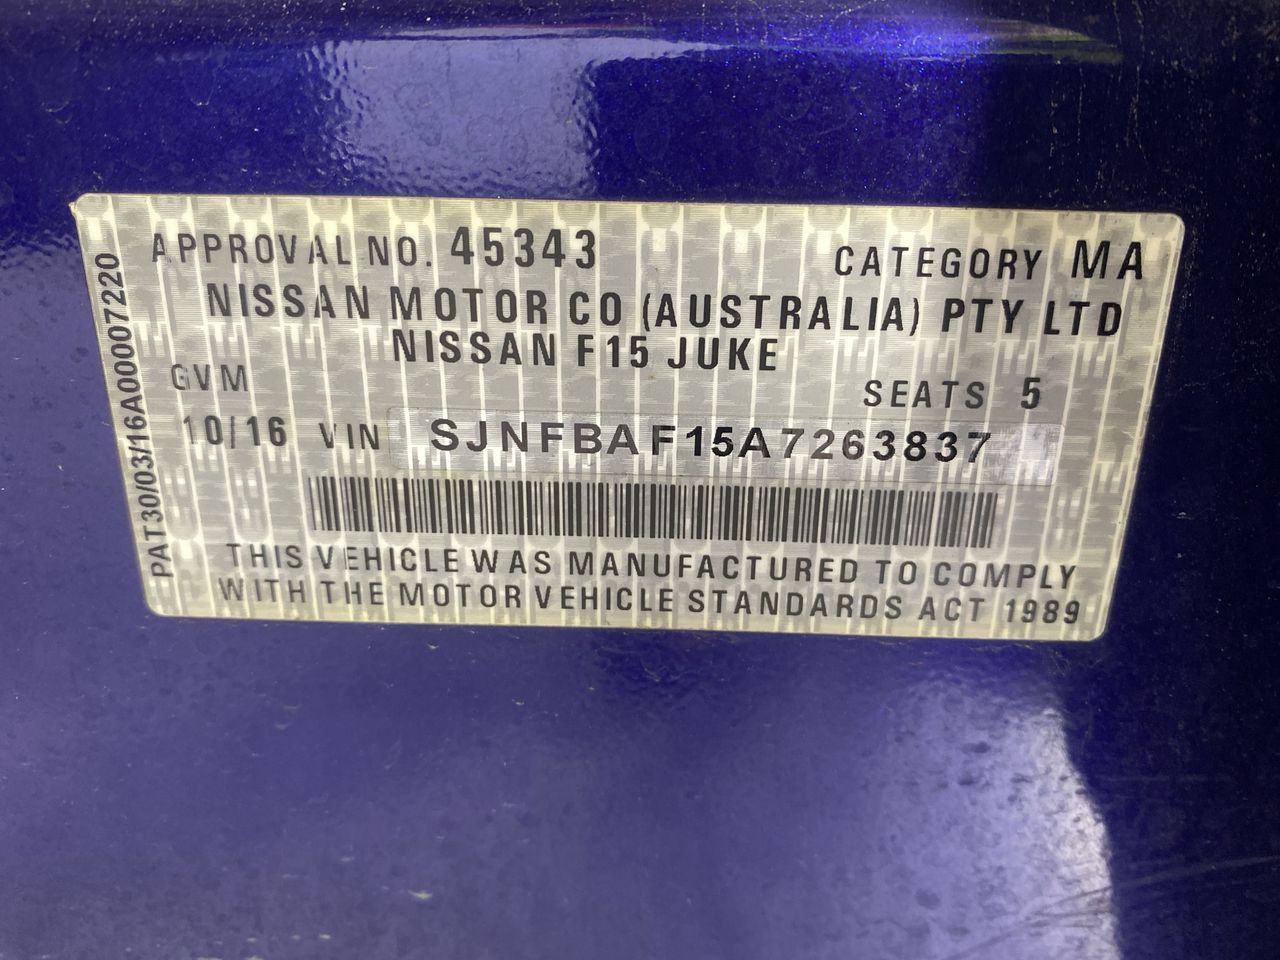 APPROVAL NO. 45343 CATEGORY MA
NISSAN MOTOR CO (AUSTRALIA) PTY LTD
NISSAN F15 JUKE
GVM SEATS 5
10/16 VIN SJNFBAF15A7263837
THIS VEHICLE WAS MANUFACTURED TO COMPLY
WITH THE MOTOR VEHICLE STANDARDS ACT 1989
PAT30/03/16A000007220